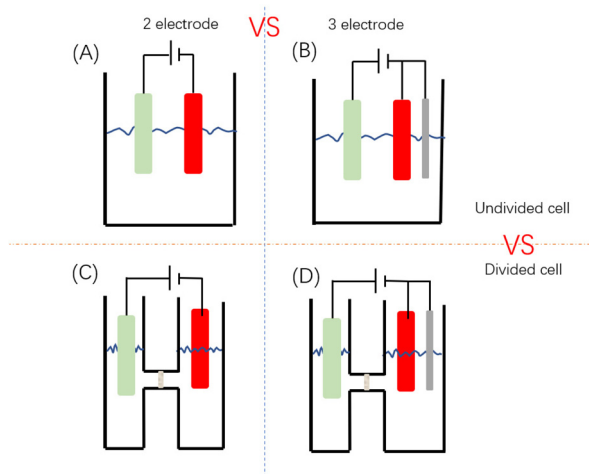 2 electrode
VS
3 electrode
(A)
(B)
Undivided cell
VS
Divided cell
(C)
(D)